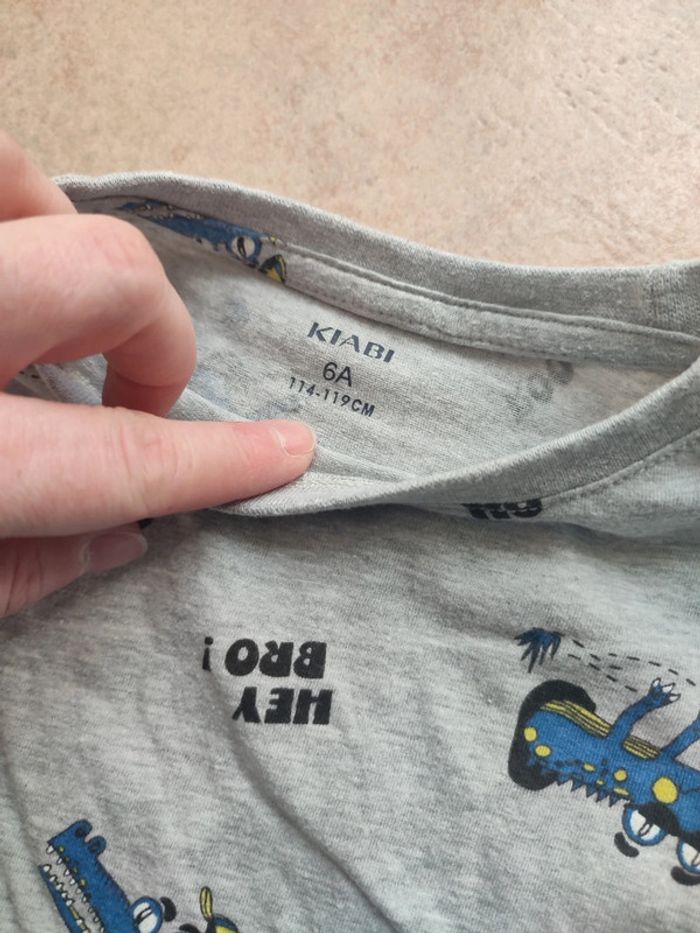 KIABI
6A
114-119CM
HEY
BRO!